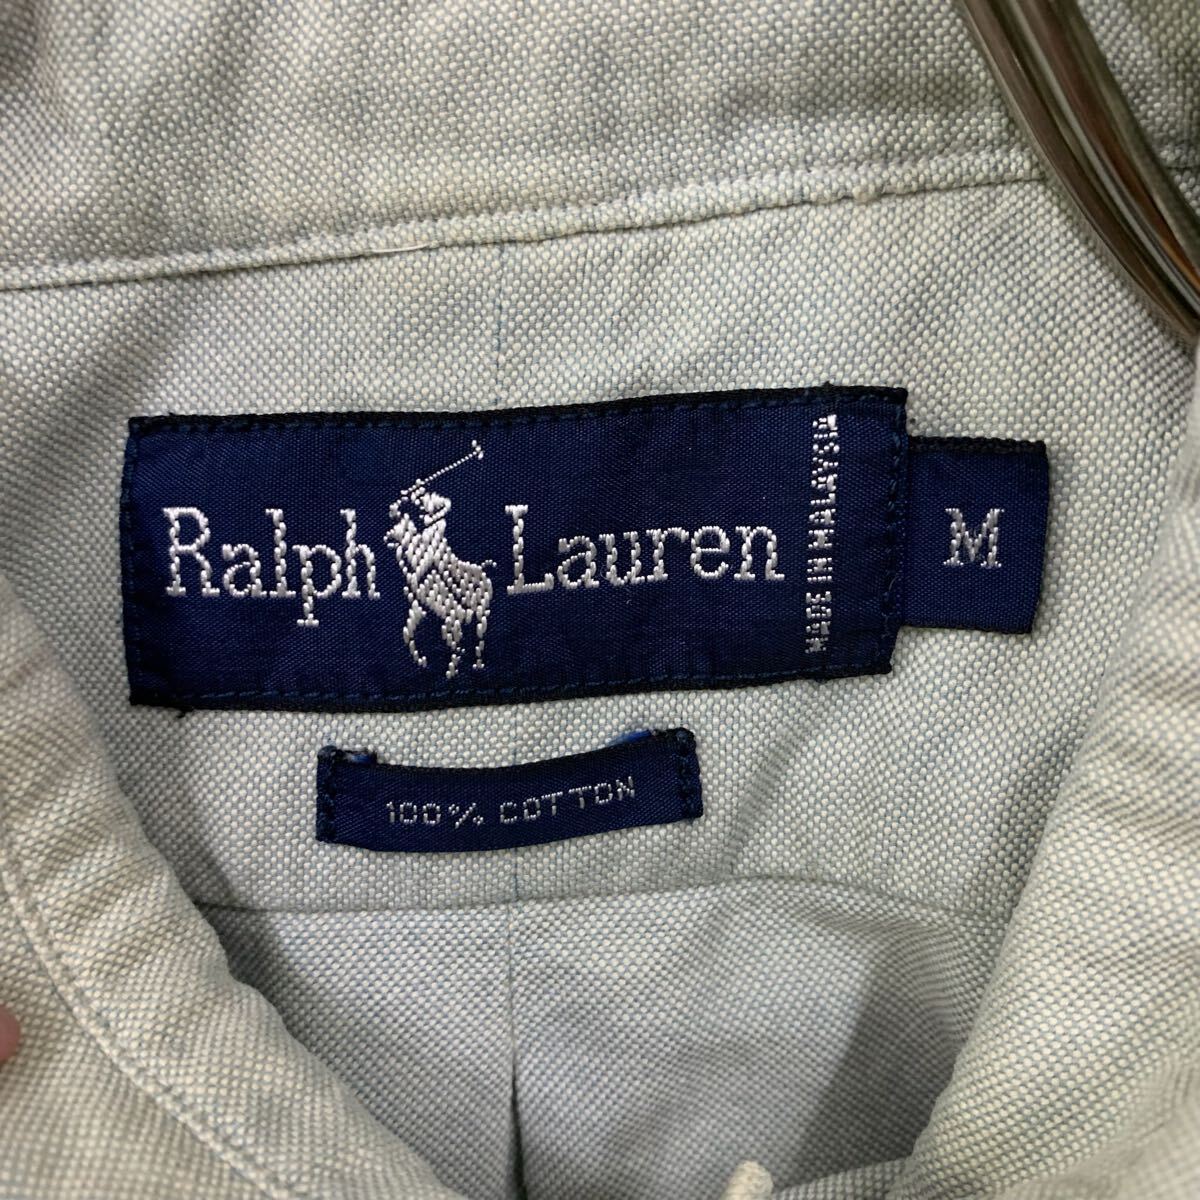 Ralph Lauren
MADE IN MALAYSIA
M
100% COTTON